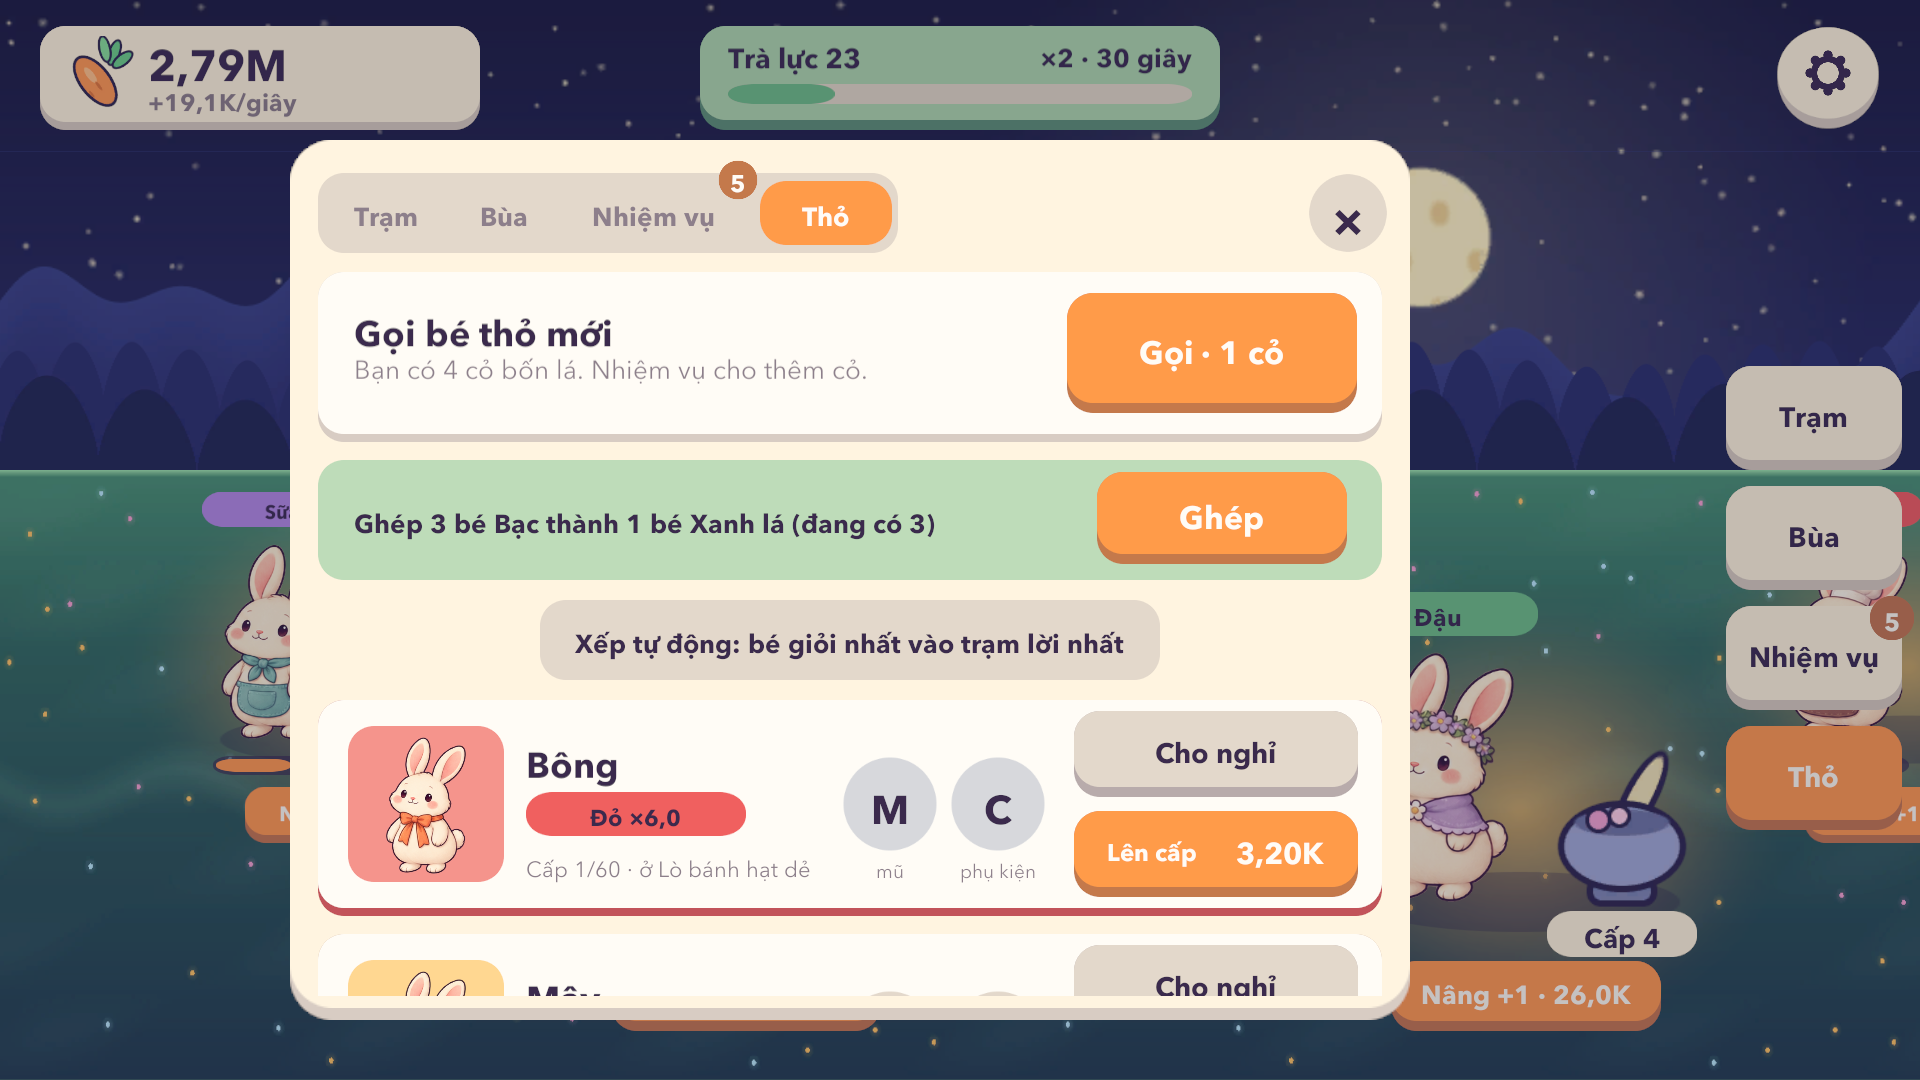 2,79M
+19,1K/giây
Trà lực 23
×2 · 30 giây
Trạm
Bùa
Nhiệm vụ
5
Thỏ
×
Gọi bé thỏ mới
Bạn có 4 cỏ bốn lá. Nhiệm vụ cho thêm cỏ.
Gọi · 1 cỏ
Ghép 3 bé Bạc thành 1 bé Xanh lá (đang có 3)
Ghép
Xếp tự động: bé giỏi nhất vào trạm lời nhất
Bông
Đỏ ×6,0
Cấp 1/60 · ở Lò bánh hạt dẻ
M
mũ
C
phụ kiện
Cho nghỉ
Lên cấp 3,20K
Cho nghỉ
Trạm
Bùa
5
Nhiệm vụ
Thỏ
Đậu
Cấp 4
Nâng +1 · 26,0K